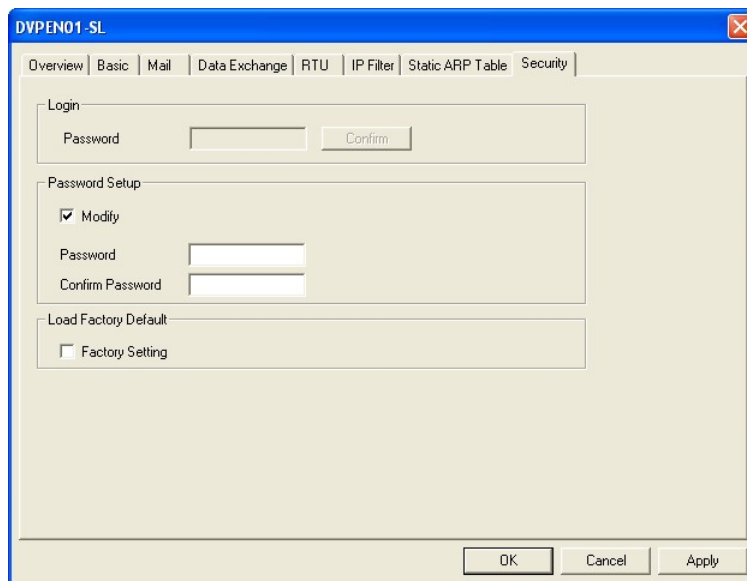 DVPEN01-SL
Overview Basic Mail Data Exchange RTU IP Filter Static ARP Table Security
Login
Password Confirm
Password Setup
Modify
Password
Confirm Password
Load Factory Default
Factory Setting
OK Cancel Apply